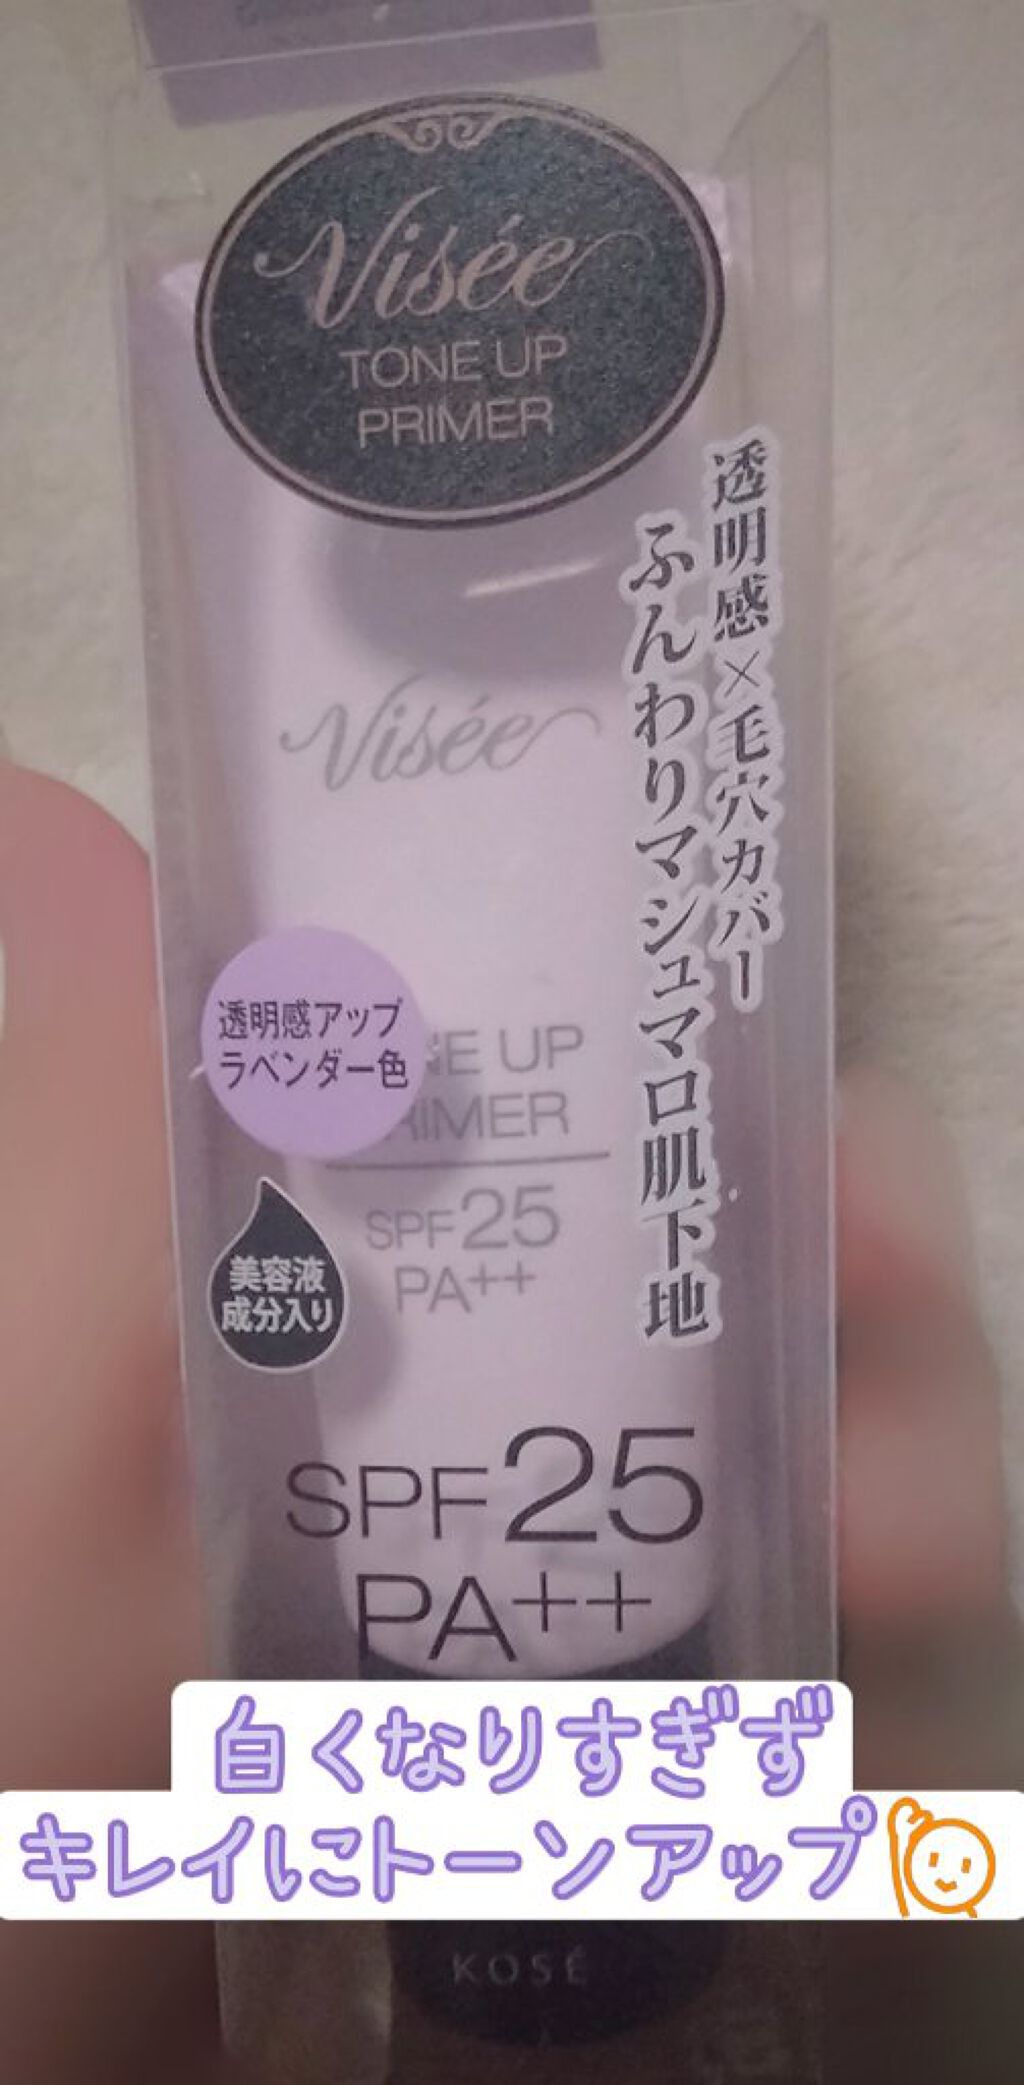 Visée
TONE UP
PRIMER
透明感×毛穴カバー
ふんわりマシュマロ肌下地
Visée
透明感アップ
ラベンダー色
NE UP
RIMER
SPF25
PA++
美容液
成分入り
SPF25
PA++
白くなりすぎず
キレイにトーンアップ
KOSÉ